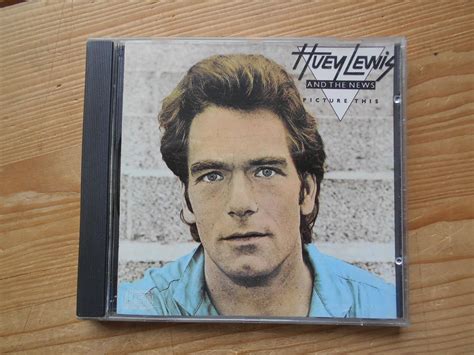 HUEY LEWIS
AND THE NEWS
PICTURE THIS